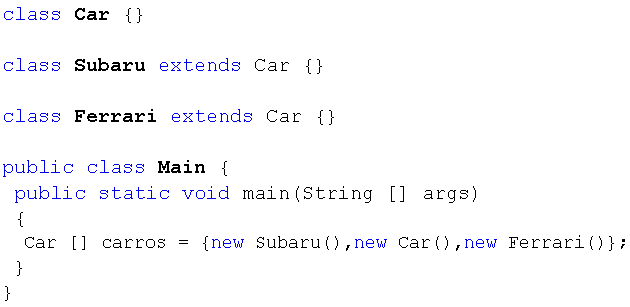 class Car {}
class Subaru extends Car {}
class Ferrari extends Car {}
public class Main {
public static void main(String [] args)
{
Car [] carros = {new Subaru(),new Car(),new Ferrari()};
}
}